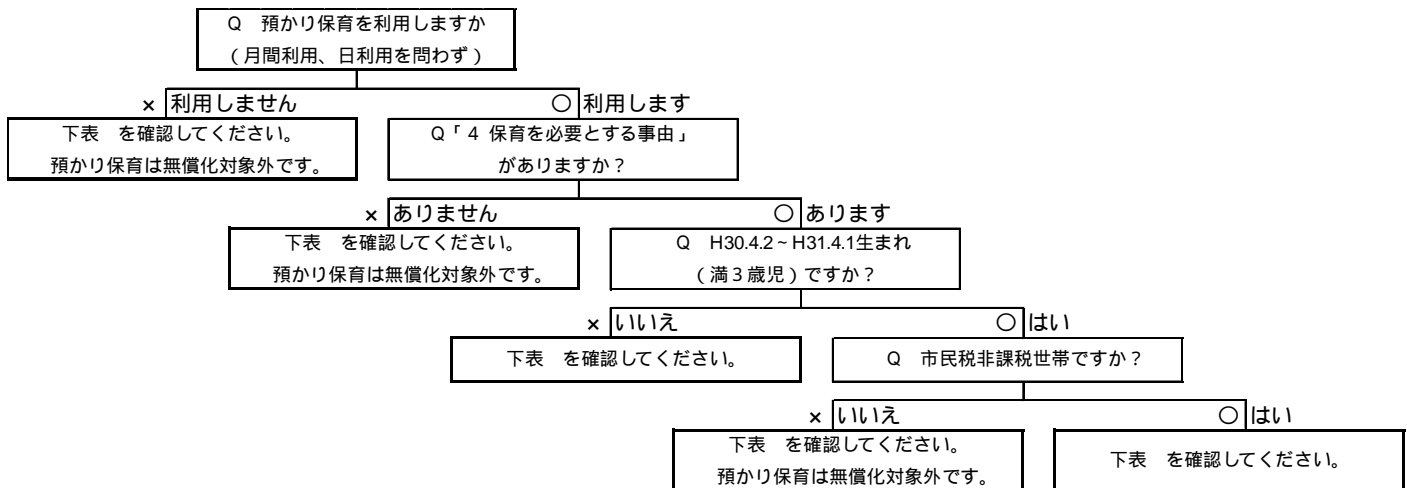 Q　預かり保育を利用しますか
（月間利用、日利用を問わず）
×　利用しません
○　利用します
下表　を確認してください。
預かり保育は無償化対象外です。
Q「４ 保育を必要とする事由」
がありますか？
×　ありません
○　あります
下表　を確認してください。
預かり保育は無償化対象外です。
Q　H30.4.2～H31.4.1生まれ
（満３歳児）ですか？
×　いいえ
○　はい
下表　を確認してください。
Q　市民税非課税世帯ですか？
×　いいえ
○　はい
下表　を確認してください。
預かり保育は無償化対象外です。
下表　を確認してください。